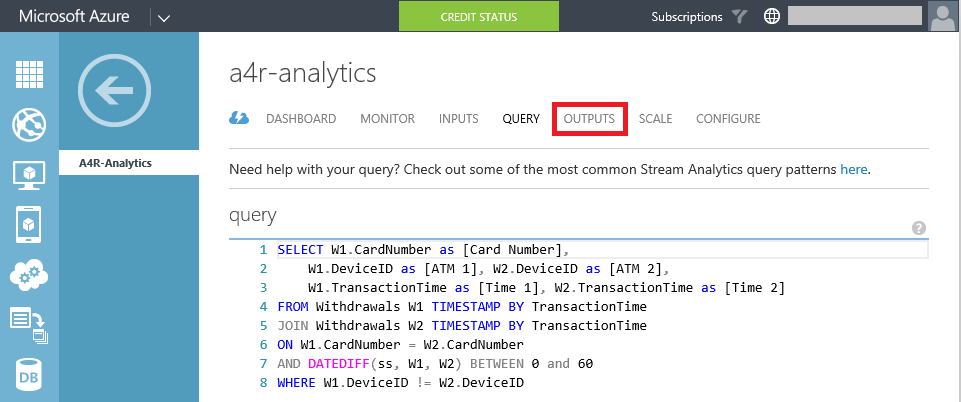 Microsoft Azure
CREDIT STATUS
Subscriptions
a4r-analytics
DASHBOARD MONITOR INPUTS QUERY OUTPUTS SCALE CONFIGURE
A4R-Analytics
Need help with your query? Check out some of the most common Stream Analytics query patterns here.
query
?
1 SELECT W1.CardNumber as [Card Number],
2 W1.DeviceID as [ATM 1], W2.DeviceID as [ATM 2],
3 W1.TransactionTime as [Time 1], W2.TransactionTime as [Time 2]
4 FROM Withdrawals W1 TIMESTAMP BY TransactionTime
5 JOIN Withdrawals W2 TIMESTAMP BY TransactionTime
6 ON W1.CardNumber = W2.CardNumber
7 AND DATEDIFF(ss, W1, W2) BETWEEN 0 and 60
8 WHERE W1.DeviceID != W2.DeviceID
DB